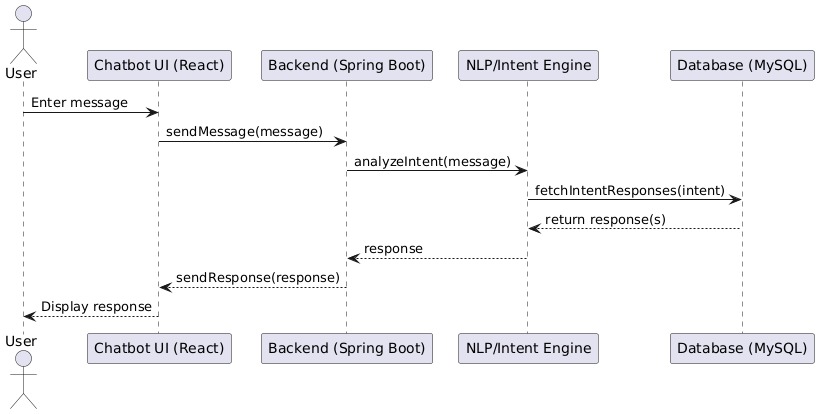 User
Chatbot UI (React)
Backend (Spring Boot)
NLP/Intent Engine
Database (MySQL)
Enter message
sendMessage(message)
analyzeIntent(message)
fetchIntentResponses(intent)
return response(s)
response
sendResponse(response)
Display response
User
Chatbot UI (React)
Backend (Spring Boot)
NLP/Intent Engine
Database (MySQL)